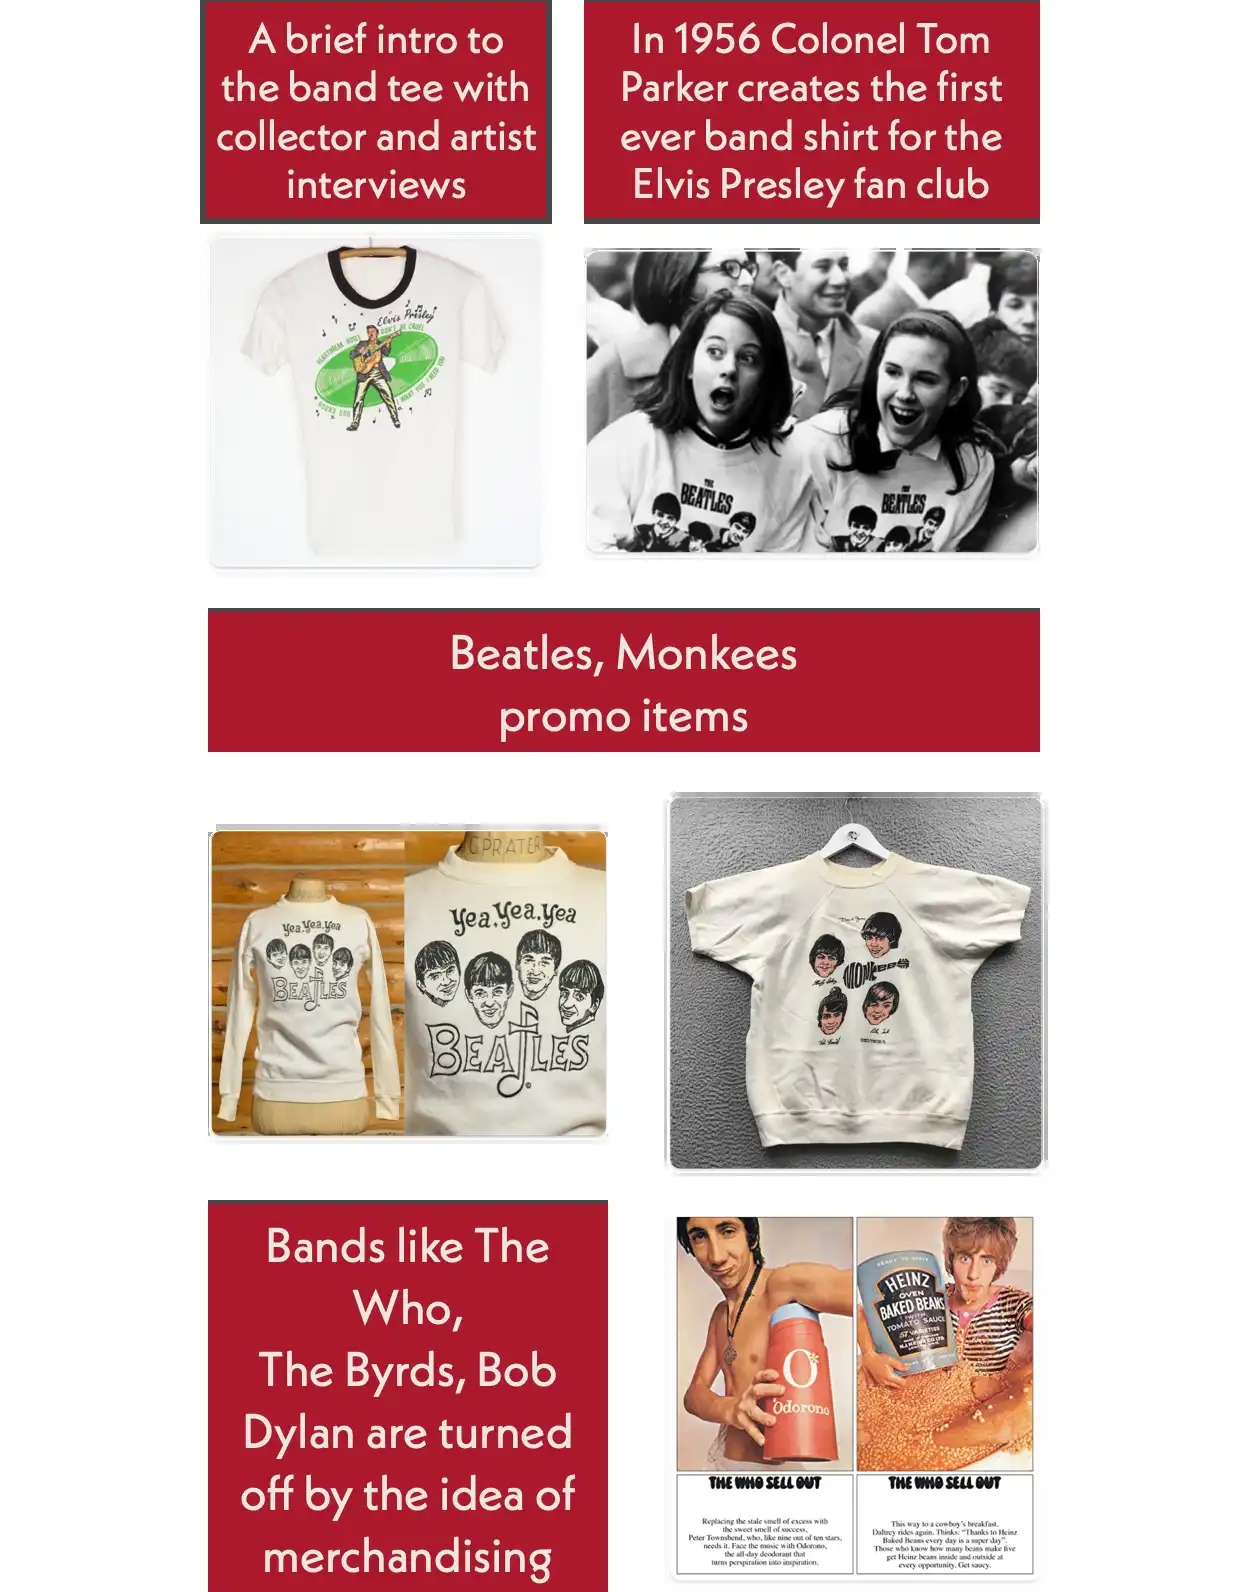 A brief intro to
the band tee with
collector and artist
interviews
In 1956 Colonel Tom
Parker creates the first
ever band shirt for the
Elvis Presley fan club
Elvis Presley
HEARTBREAK HOTEL
DON'T BE CRUEL
HOUND DOG
I WANT YOU I NEED YOU
THE
BEATLES
THE
BEATLES
Beatles, Monkees
promo items
Yea, Yea, Yea
BEATLES
G.PRATER
Yea, Yea, Yea
BEATLES
MONKEES
Bands like The
Who,
The Byrds, Bob
Dylan are turned
off by the idea of
merchandising
O
Odorono
READY TO SERVE
HEINZ
OVEN
BAKED BEANS
WITH
TOMATO SAUCE
57 VARIETIES
THE WHO SELL OUT
Replacing the stale smell of excess with
the sweet smell of success,
Peter Townshend, who, like nine out of ten stars,
needs it. Face the music with Odorono,
the all-day deodorant that
turns perspiration into inspiration.
THE WHO SELL OUT
This way to a cowboy's breakfast.
Daltrey rides again. Thinks: "Thanks to Heinz
Baked Beans every day is a super day".
Those who know how many beans make five
get Heinz beans inside and outside at
every opportunity. Get saucy.